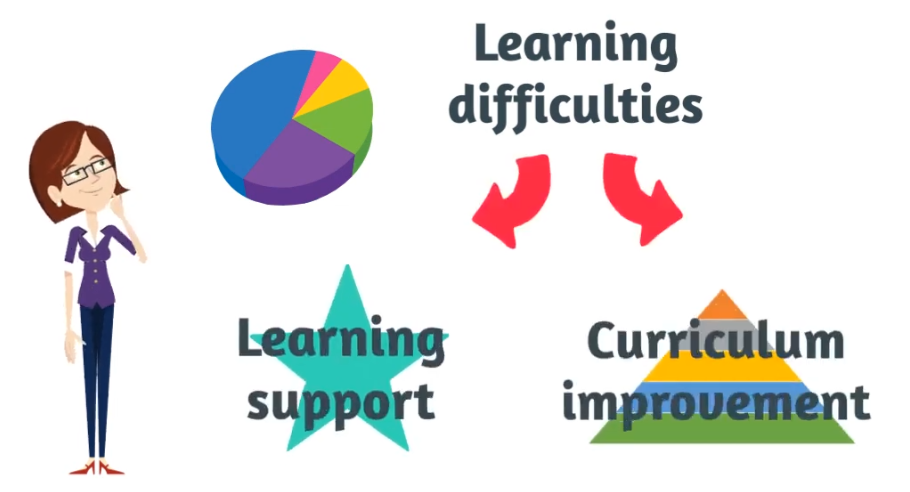 Learning
difficulties
Learning
support
Curriculum
improvement